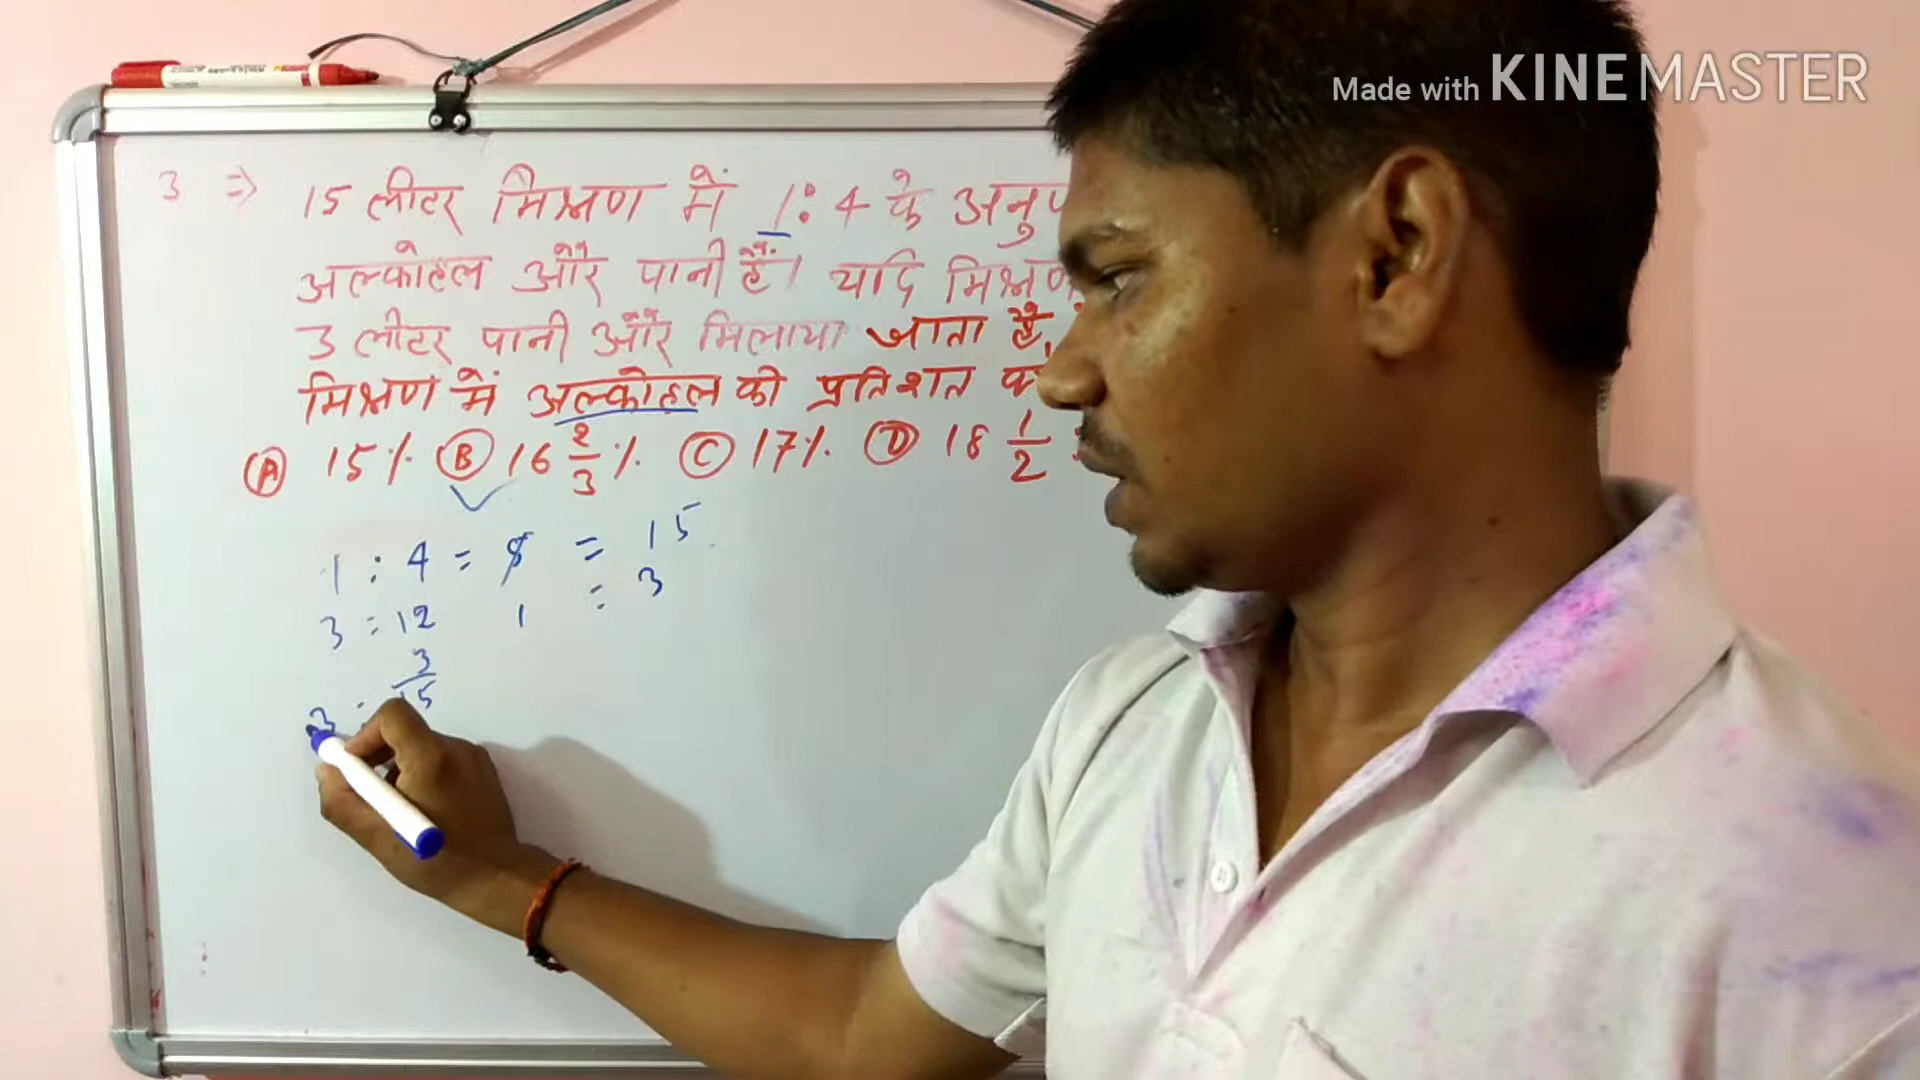 Made with KINEMASTER
3 ⇒ 15 लीटर मिश्रण में 1:4 के
अल्कोहल और पानी हैं। यदि
3 लीटर पानी और मिलाया जाता है,
मिश्रण में अल्कोहल की प्रतिशत
(A) 15% (B) 16 2/3 % (C) 17% (D) 18 1/2
1 : 4 = 5 = 15
3 : 12 1 = 3
3
3 : 15